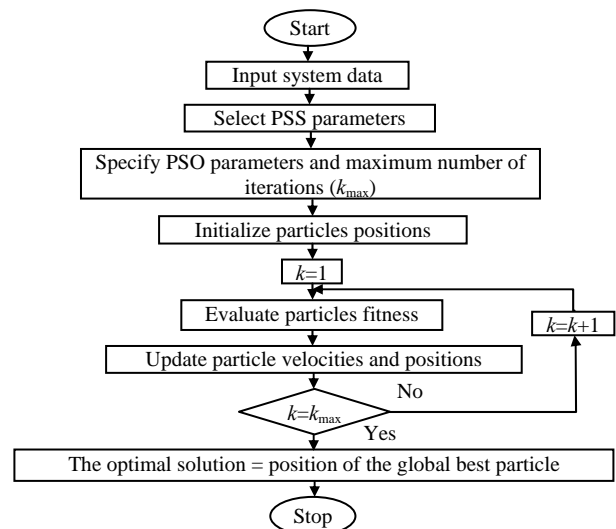 Start
Input system data
Select PSS parameters
Specify PSO parameters and maximum number of
iterations (kmax)
Initialize particles positions
k=1
Evaluate particles fitness
k=k+1
Update particle velocities and positions
No
k=kmax
Yes
The optimal solution = position of the global best particle
Stop